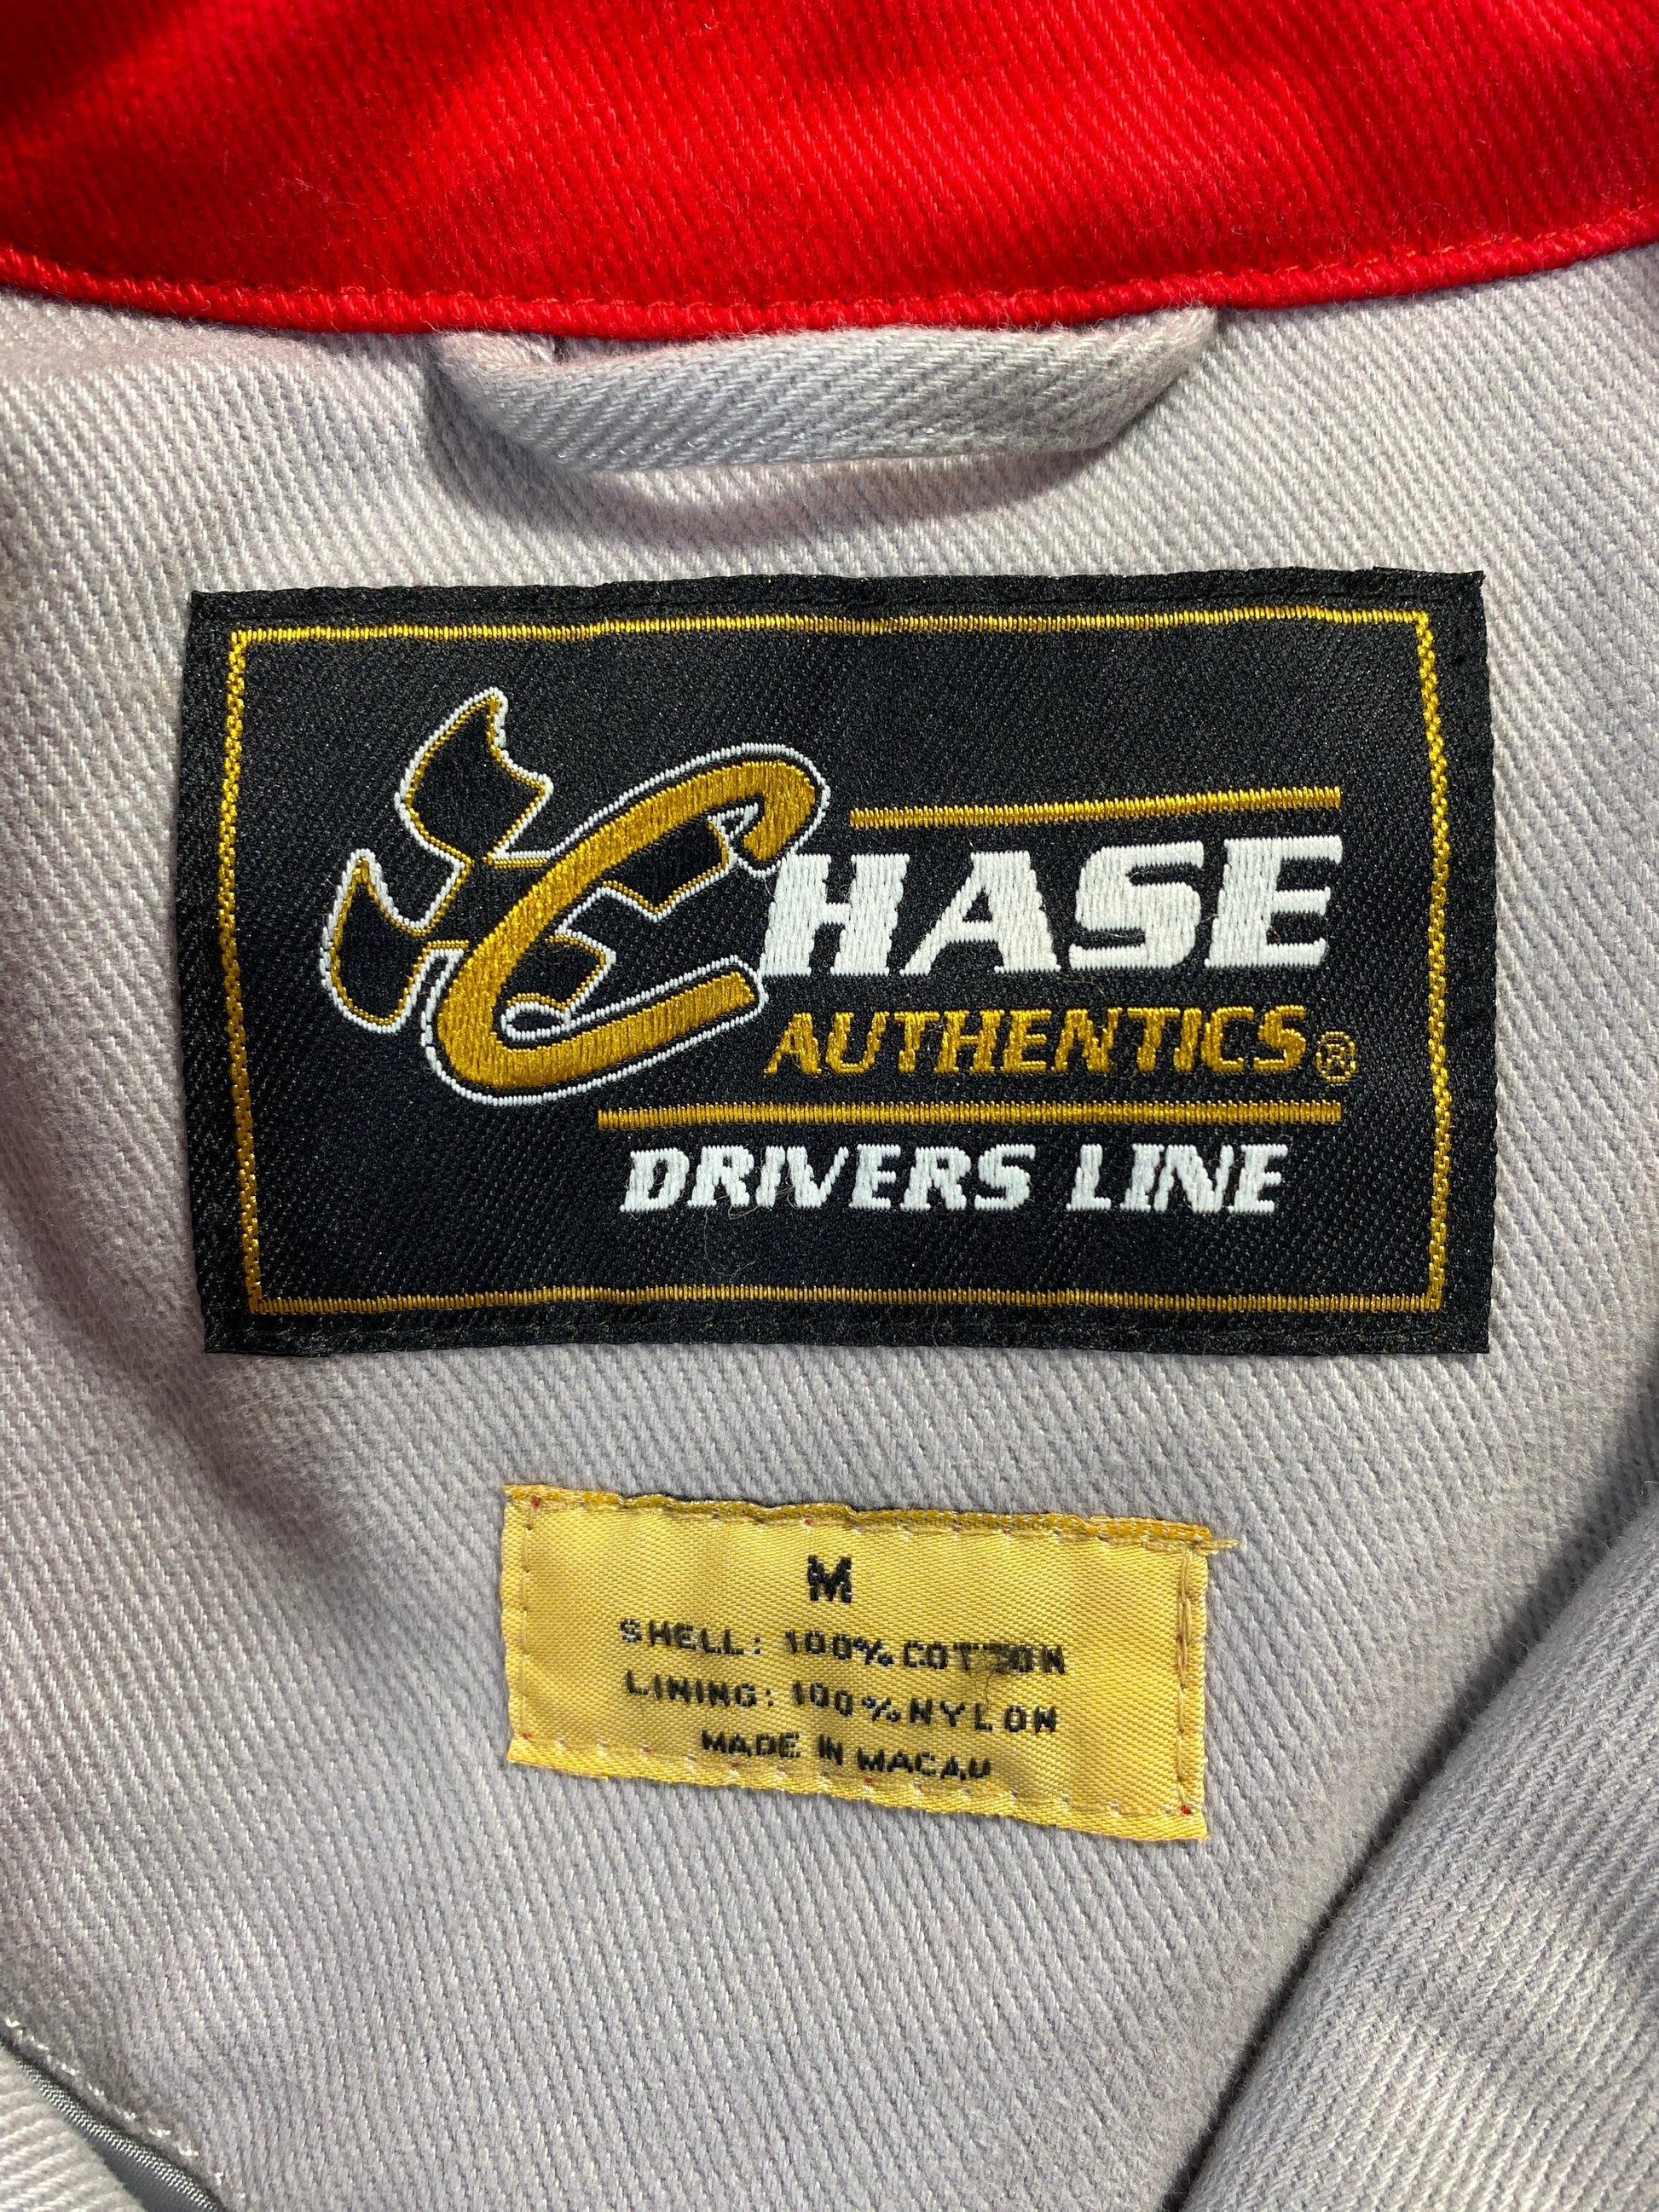 CHASE
AUTHENTICS®
DRIVERS LINE
M
SHELL: 100% COTTON
LINING: 100% NYLON
MADE IN MACAU